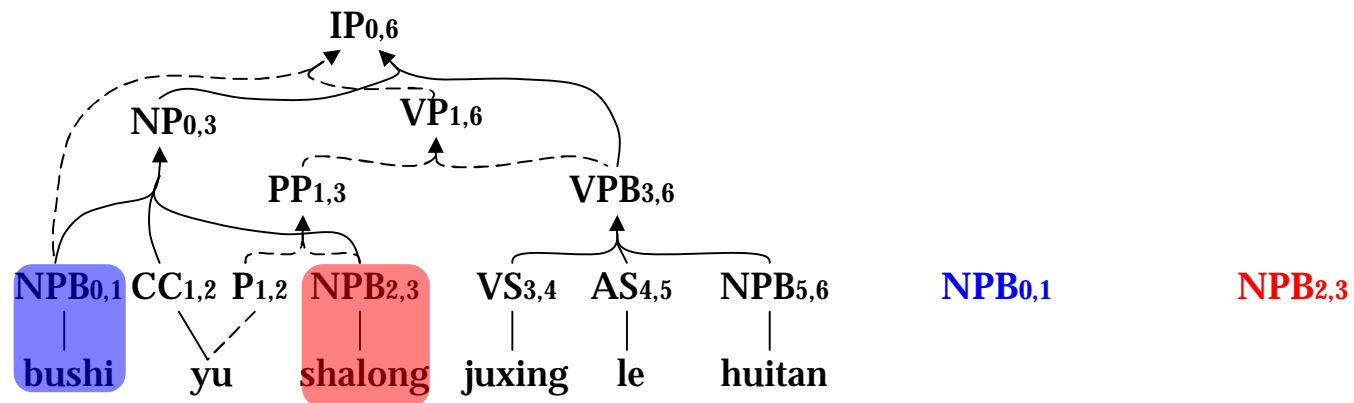 IP0,6
NP0,3 VP1,6
PP1,3 VPB3,6
NPB0,1 CC1,2 P1,2 NPB2,3 VS3,4 AS4,5 NPB5,6 NPB0,1 NPB2,3
bushi yu shalong juxing le huitan